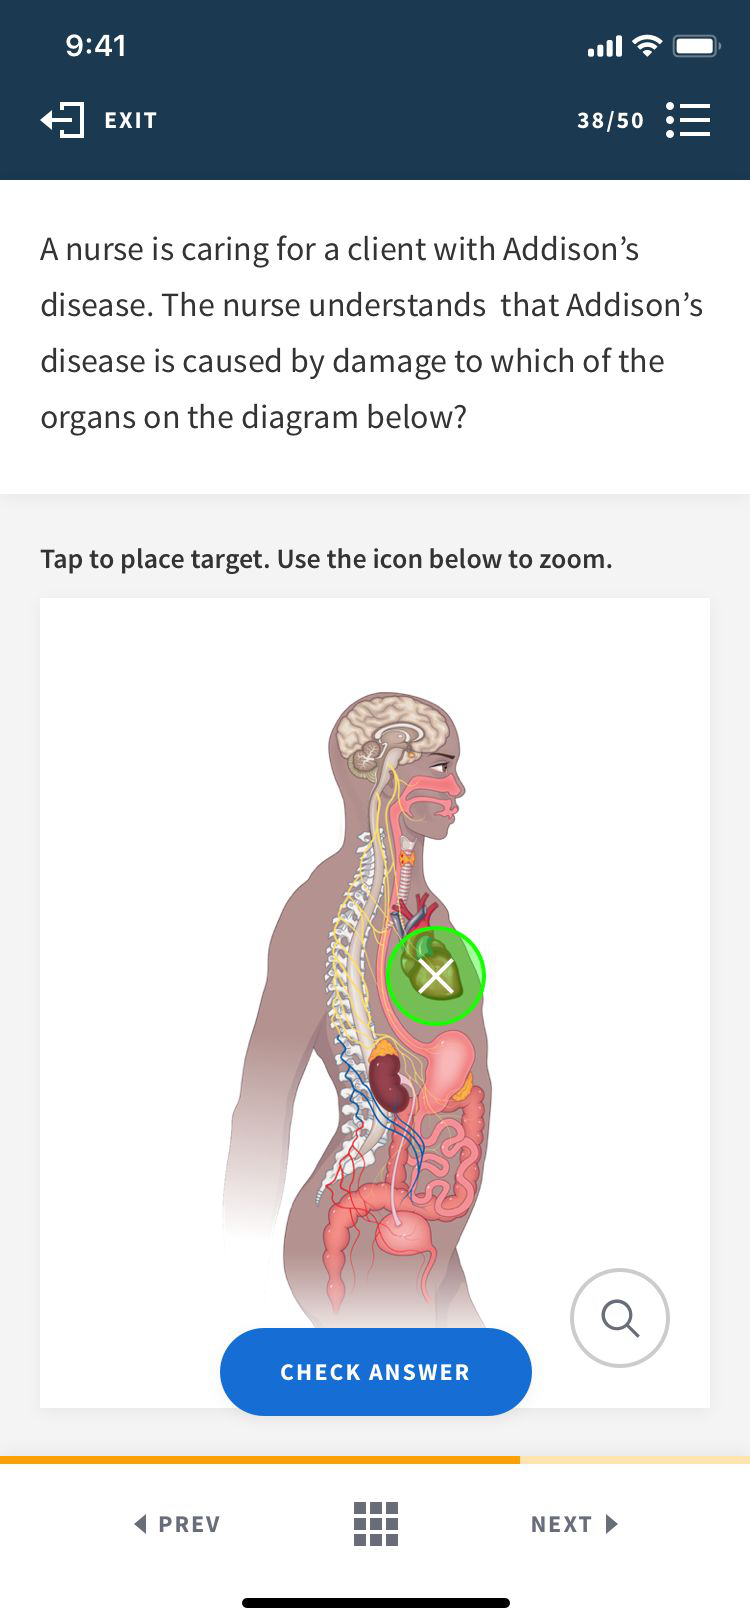 9:41
EXIT
38/50
A nurse is caring for a client with Addison’s
disease. The nurse understands  that Addison’s
disease is caused by damage to which of the
organs on the diagram below?
Tap to place target. Use the icon below to zoom.
CHECK ANSWER
PREV
NEXT